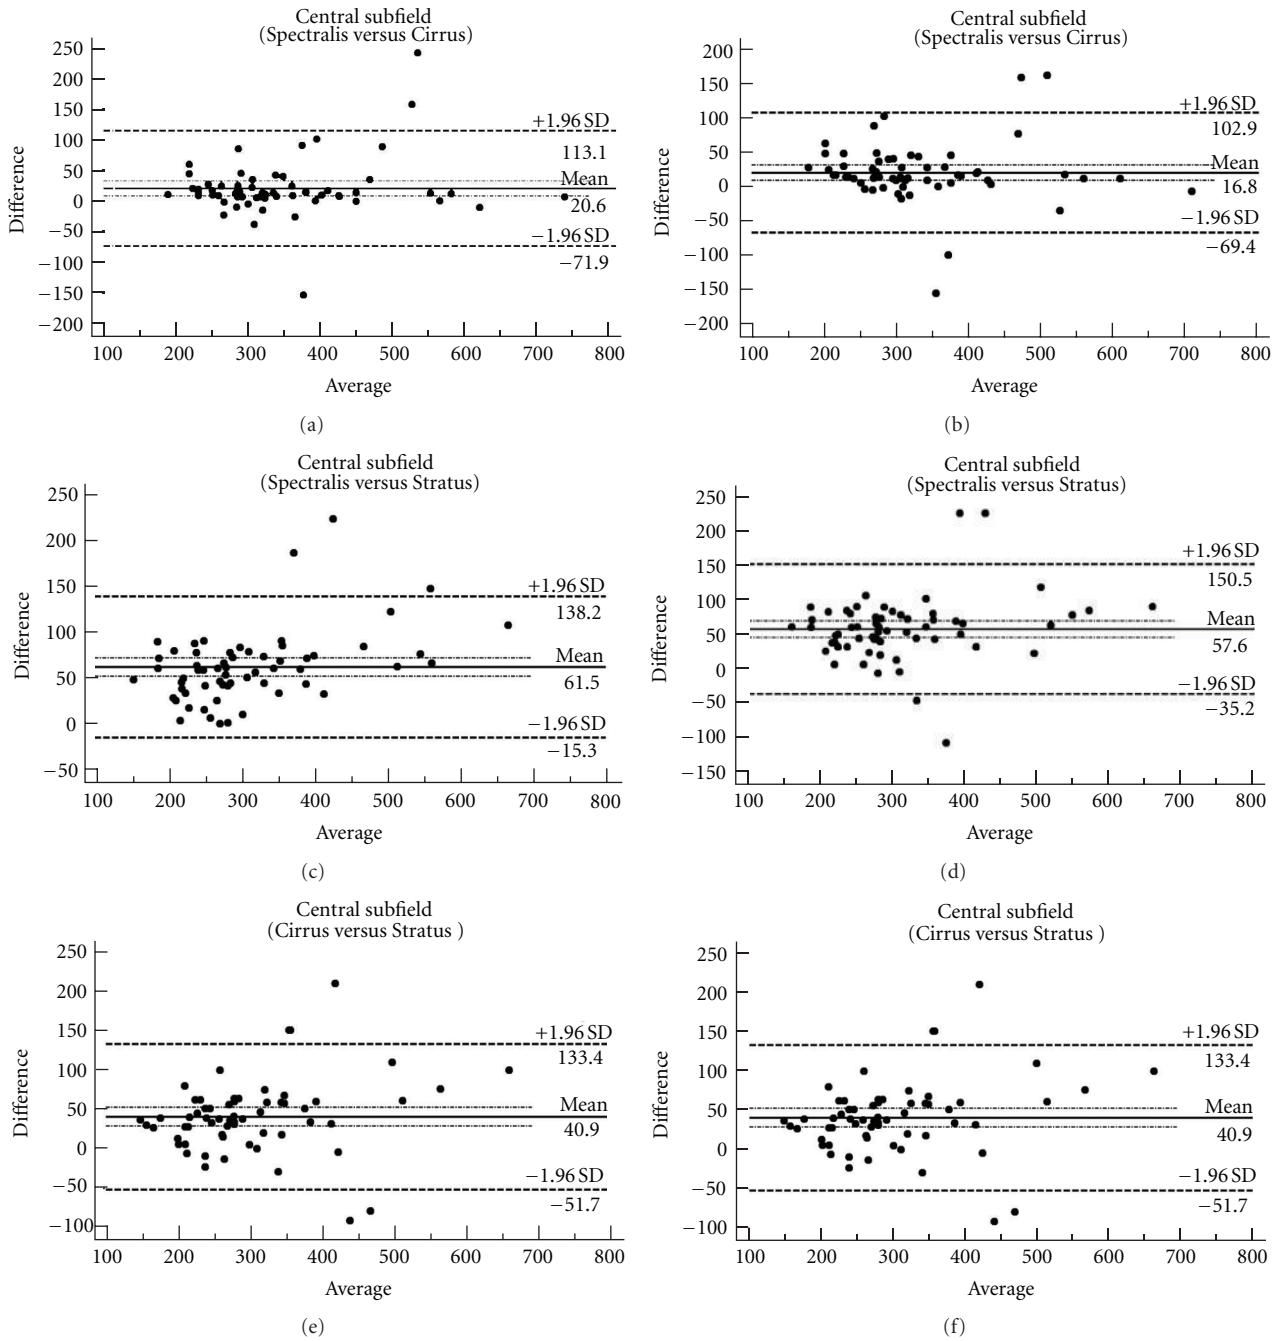 Central subfield
(Spectralis versus Cirrus)
250
200
150
100
50
0
−50
−100
−150
−200
Difference
+1.96 SD
113.1
Mean
20.6
−1.96 SD
−71.9
100 200 300 400 500 600 700 800
Average
(a)
Central subfield
(Spectralis versus Cirrus)
200
150
100
50
0
−50
−100
−150
−200
Difference
+1.96 SD
102.9
Mean
16.8
−1.96 SD
−69.4
100 200 300 400 500 600 700 800
Average
(b)
Central subfield
(Spectralis versus Stratus)
250
200
150
100
50
0
−50
Difference
+1.96 SD
138.2
Mean
61.5
−1.96 SD
−15.3
100 200 300 400 500 600 700 800
Average
(c)
Central subfield
(Spectralis versus Stratus)
250
200
150
100
50
0
−50
−100
−150
Difference
+1.96 SD
150.5
Mean
57.6
−1.96 SD
−35.2
100 200 300 400 500 600 700 800
Average
(d)
Central subfield
(Cirrus versus Stratus )
250
200
150
100
50
0
−50
−100
Difference
+1.96 SD
133.4
Mean
40.9
−1.96 SD
−51.7
100 200 300 400 500 600 700 800
Average
(e)
Central subfield
(Cirrus versus Stratus )
250
200
150
100
50
0
−50
−100
Difference
+1.96 SD
133.4
Mean
40.9
−1.96 SD
−51.7
100 200 300 400 500 600 700 800
Average
(f)